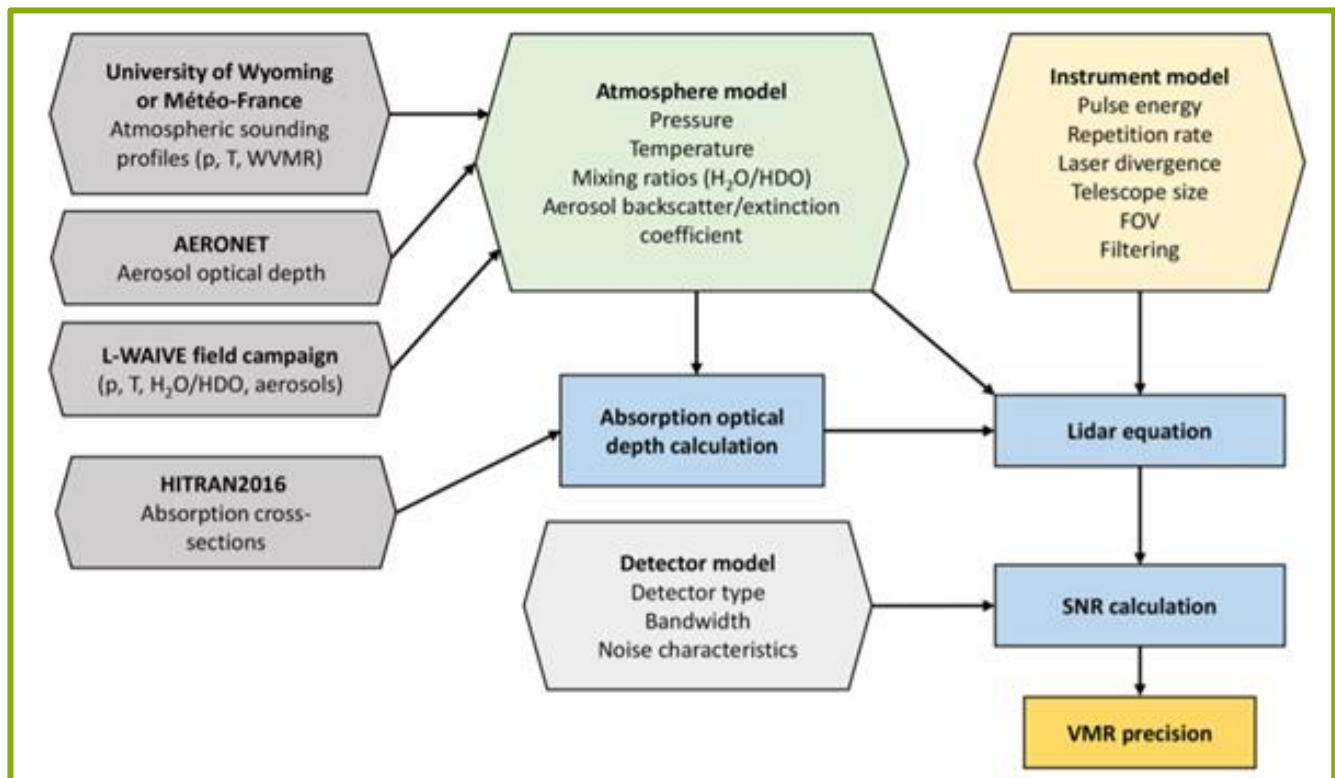 University of Wyoming
or Météo-France
Atmospheric sounding
profiles (p, T, WVMR)
AERONET
Aerosol optical depth
L-WAIVE field campaign
(p, T, H₂O/HDO, aerosols)
HITRAN2016
Absorption cross-
sections
Atmosphere model
Pressure
Temperature
Mixing ratios (H₂O/HDO)
Aerosol backscatter/extinction
coefficient
Instrument model
Pulse energy
Repetition rate
Laser divergence
Telescope size
FOV
Filtering
Absorption optical
depth calculation
Lidar equation
Detector model
Detector type
Bandwidth
Noise characteristics
SNR calculation
VMR precision